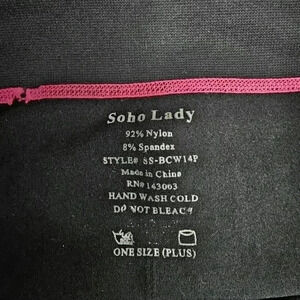 Soho Lady
92% Nylon
8% Spandex
STYLE# SS-BCW14P
Made in China
RN# 143003
HAND WASH COLD
DO NOT BLEACH
ONE SIZE (PLUS)